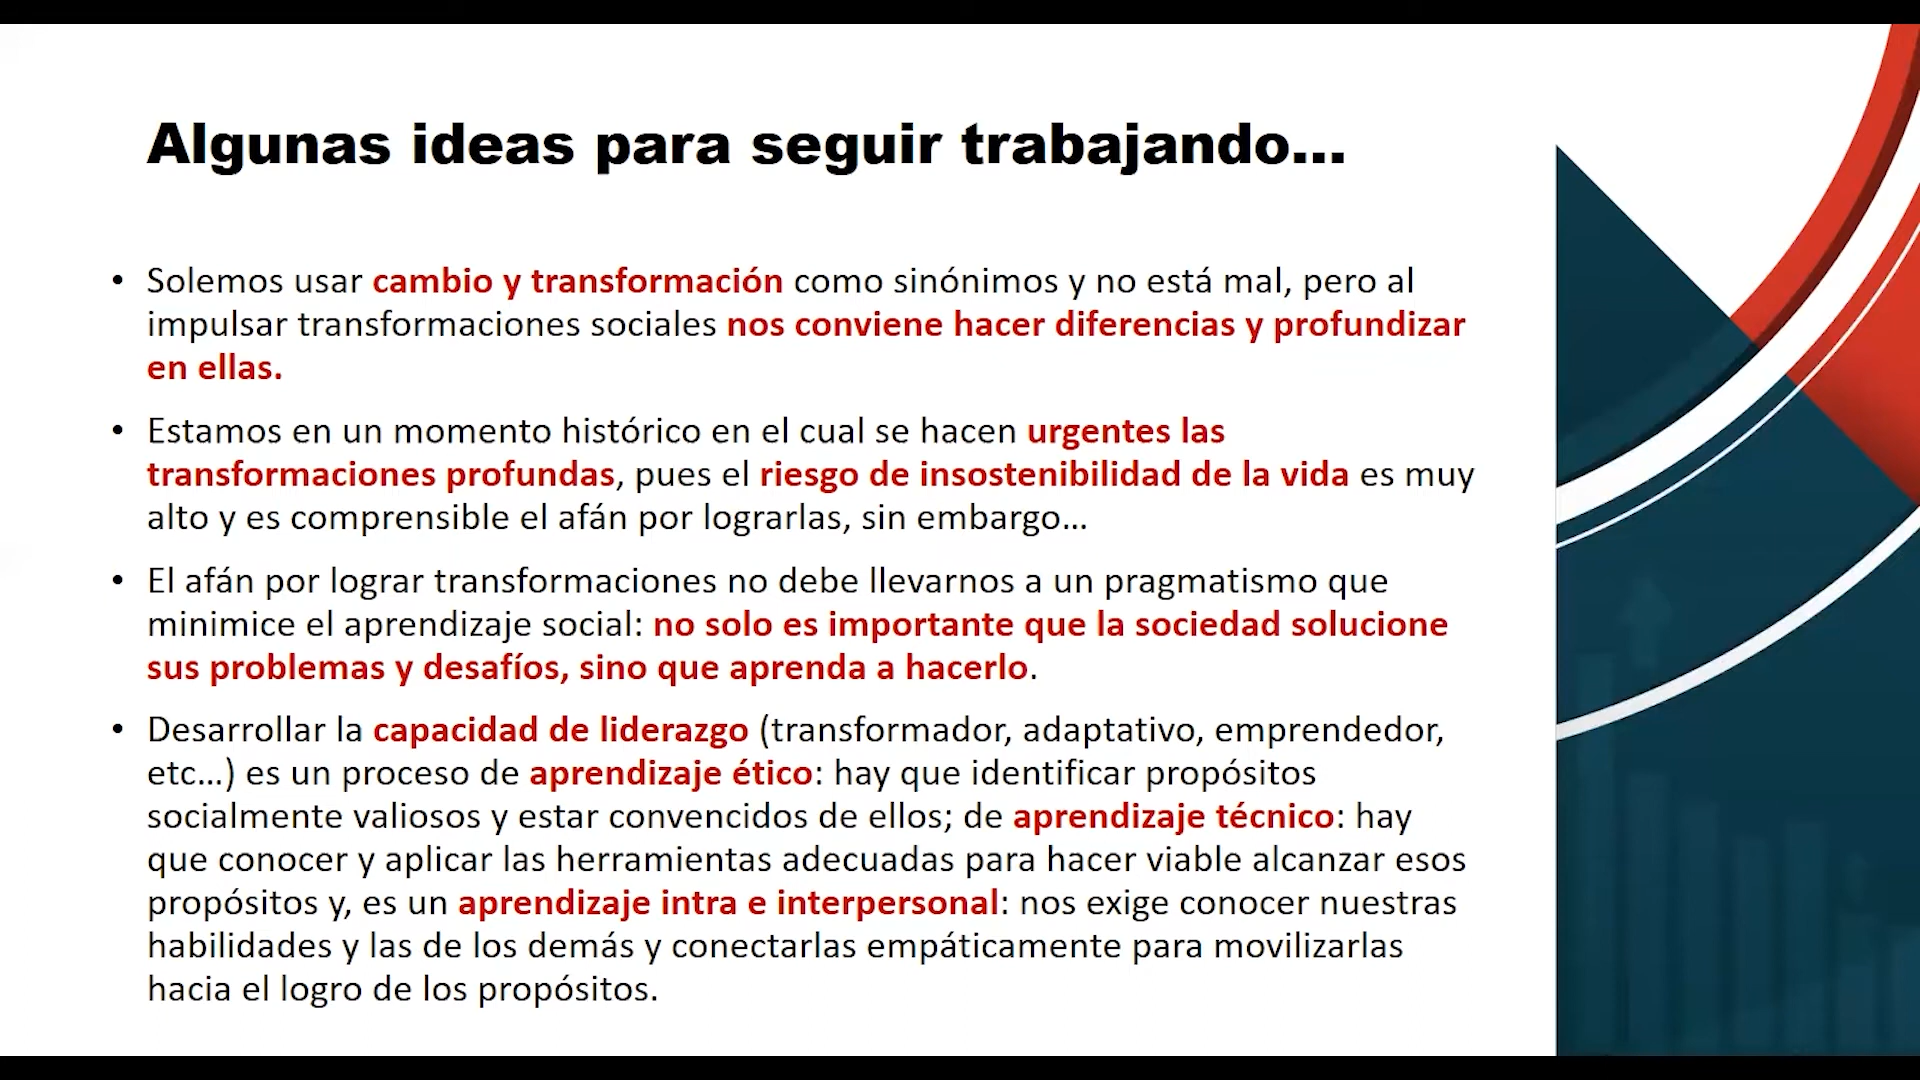 Algunas ideas para seguir trabajando...
• Solemos usar cambio y transformación como sinónimos y no está mal, pero al
impulsar transformaciones sociales nos conviene hacer diferencias y profundizar
en ellas.
• Estamos en un momento histórico en el cual se hacen urgentes las
transformaciones profundas, pues el riesgo de insostenibilidad de la vida es muy
alto y es comprensible el afán por lograrlas, sin embargo...
• El afán por lograr transformaciones no debe llevarnos a un pragmatismo que
minimice el aprendizaje social: no solo es importante que la sociedad solucione
sus problemas y desafíos, sino que aprenda a hacerlo.
• Desarrollar la capacidad de liderazgo (transformador, adaptativo, emprendedor,
etc...) es un proceso de aprendizaje ético: hay que identificar propósitos
socialmente valiosos y estar convencidos de ellos; de aprendizaje técnico: hay
que conocer y aplicar las herramientas adecuadas para hacer viable alcanzar esos
propósitos y, es un aprendizaje intra e interpersonal: nos exige conocer nuestras
habilidades y las de los demás y conectarlas empáticamente para movilizarlas
hacia el logro de los propósitos.